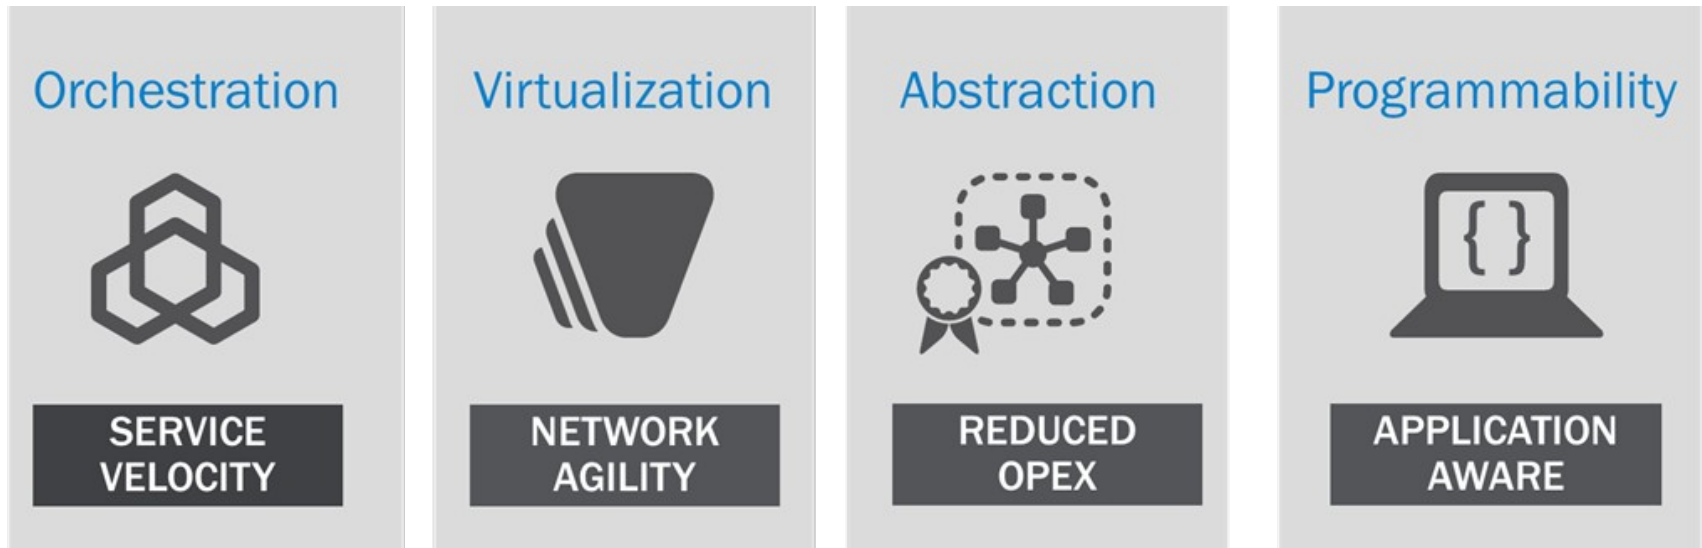 Orchestration
SERVICE
VELOCITY
Virtualization
NETWORK
AGILITY
Abstraction
REDUCED
OPEX
Programmability
{ }
APPLICATION
AWARE